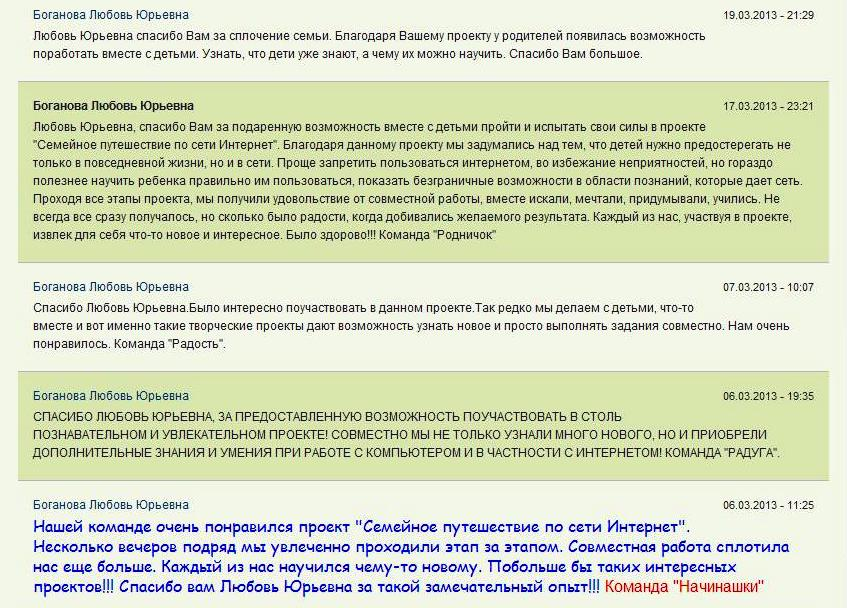 Боганова Любовь Юрьевна 19.03.2013 - 21:29
Любовь Юрьевна спасибо Вам за сплочение семьи. Благодаря Вашему проекту у родителей появилась возможность
поработать вместе с детьми. Узнать, что дети уже знают, а чему их можно научить. Спасибо Вам большое.
Боганова Любовь Юрьевна 17.03.2013 - 23:21
Любовь Юрьевна, спасибо Вам за подаренную возможность вместе с детьми пройти и испытать свои силы в проекте
"Семейное путешествие по сети Интернет". Благодаря данному проекту мы задумались над тем, что детей нужно предостерегать не
только в повседневной жизни, но и в сети. Проще запретить пользоваться интернетом, во избежание неприятностей, но гораздо
полезнее научить ребенка правильно им пользоваться, показать безграничные возможности в области познаний, которые дает сеть.
Проходя все этапы проекта, мы получили удовольствие от совместной работы, вместе искали, мечтали, придумывали, учились. Не
всегда все сразу получалось, но сколько было радости, когда добивались желаемого результата. Каждый из нас, участвуя в проекте,
извлек для себя что-то новое и интересное. Было здорово!!! Команда "Родничок"
Боганова Любовь Юрьевна 07.03.2013 - 10:07
Спасибо Любовь Юрьевна.Было интересно поучаствовать в данном проекте.Так редко мы делаем с детьми, что-то
вместе и вот именно такие творческие проекты дают возможность узнать новое и просто выполнять задания совместно. Нам очень
понравилось. Команда "Радость".
Боганова Любовь Юрьевна 06.03.2013 - 19:35
СПАСИБО ЛЮБОВЬ ЮРЬЕВНА, ЗА ПРЕДОСТАВЛЕННУЮ ВОЗМОЖНОСТЬ ПОУЧАСТВОВАТЬ В СТОЛЬ
ПОЗНАВАТЕЛЬНОМ И УВЛЕКАТЕЛЬНОМ ПРОЕКТЕ! СОВМЕСТНО МЫ НЕ ТОЛЬКО УЗНАЛИ МНОГО НОВОГО, НО И ПРИОБРЕЛИ
ДОПОЛНИТЕЛЬНЫЕ ЗНАНИЯ И УМЕНИЯ ПРИ РАБОТЕ С КОМПЬЮТЕРОМ И В ЧАСТНОСТИ С ИНТЕРНЕТОМ! КОМАНДА "РАДУГА".
Боганова Любовь Юрьевна 06.03.2013 - 11:25
Нашей команде очень понравился проект "Семейное путешествие по сети Интернет".
Несколько вечеров подряд мы увлеченно проходили этап за этапом. Совместная работа сплотила
нас еще больше. Каждый из нас научился чему-то новому. Побольше бы таких интересных
проектов!!! Спасибо вам Любовь Юрьевна за такой замечательный опыт!!! Команда "Начинашки"